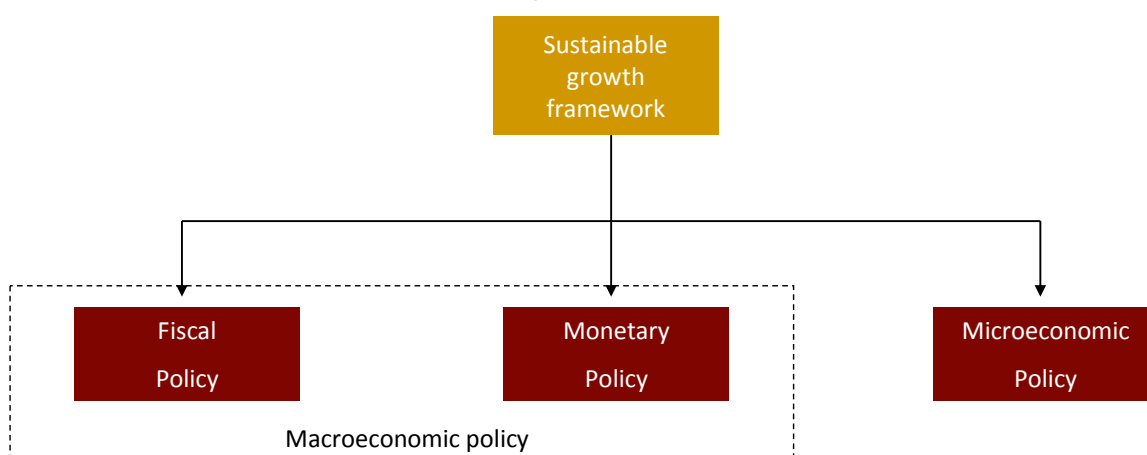 Sustainable
growth
framework
Fiscal
Policy
Monetary
Policy
Microeconomic
Policy
Macroeconomic policy